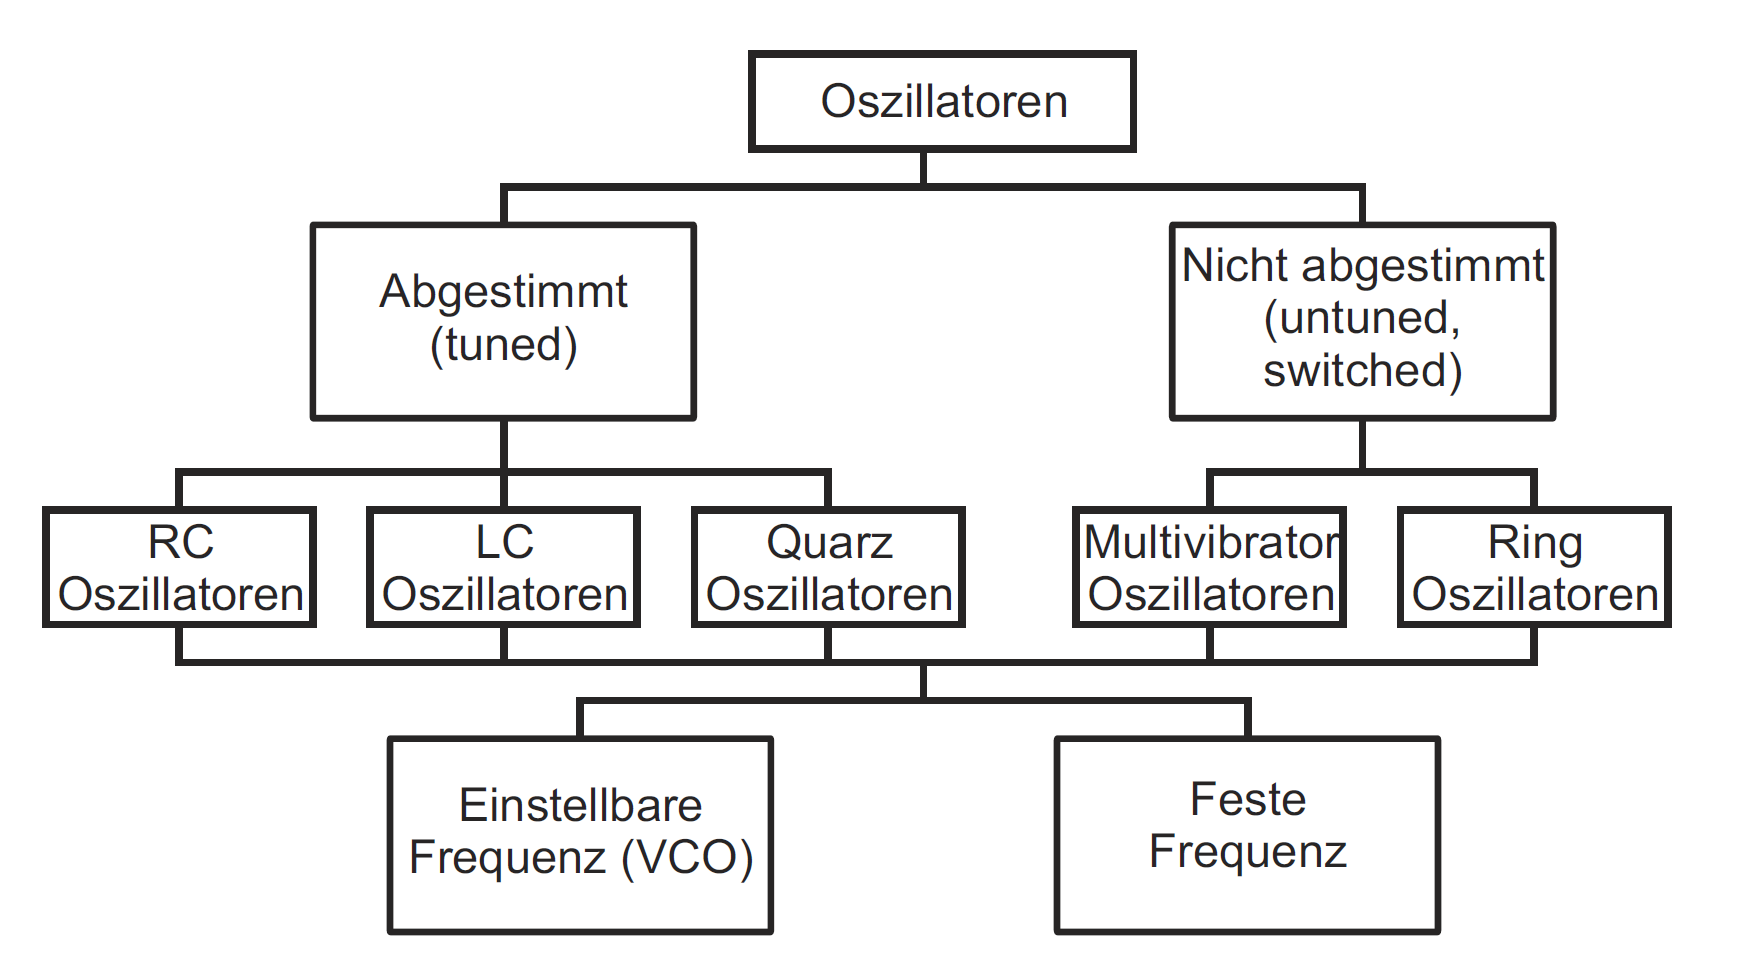 Oszillatoren
Abgestimmt
(tuned)
Nicht abgestimmt
(untuned,
switched)
RC
Oszillatoren
LC
Oszillatoren
Quarz
Oszillatoren
Multivibrator
Oszillatoren
Ring
Oszillatoren
Einstellbare
Frequenz (VCO)
Feste
Frequenz